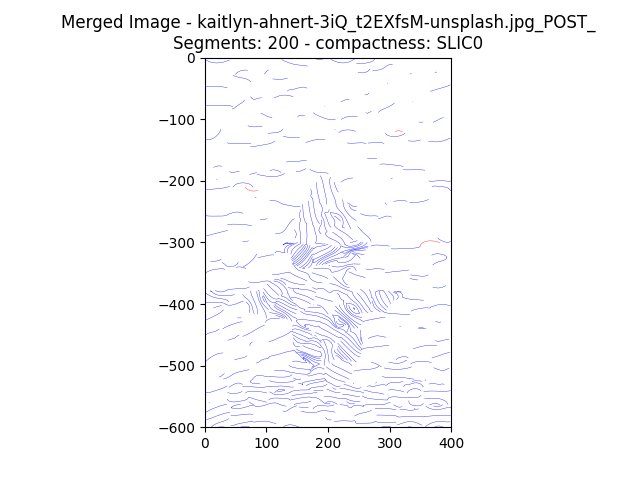 Merged Image - kaitlyn-ahnert-3iQ_t2EXfsM-unsplash.jpg_POST_
Segments: 200 - compactness: SLIC0
0
−100
−200
−300
−400
−500
−600
0 100 200 300 400